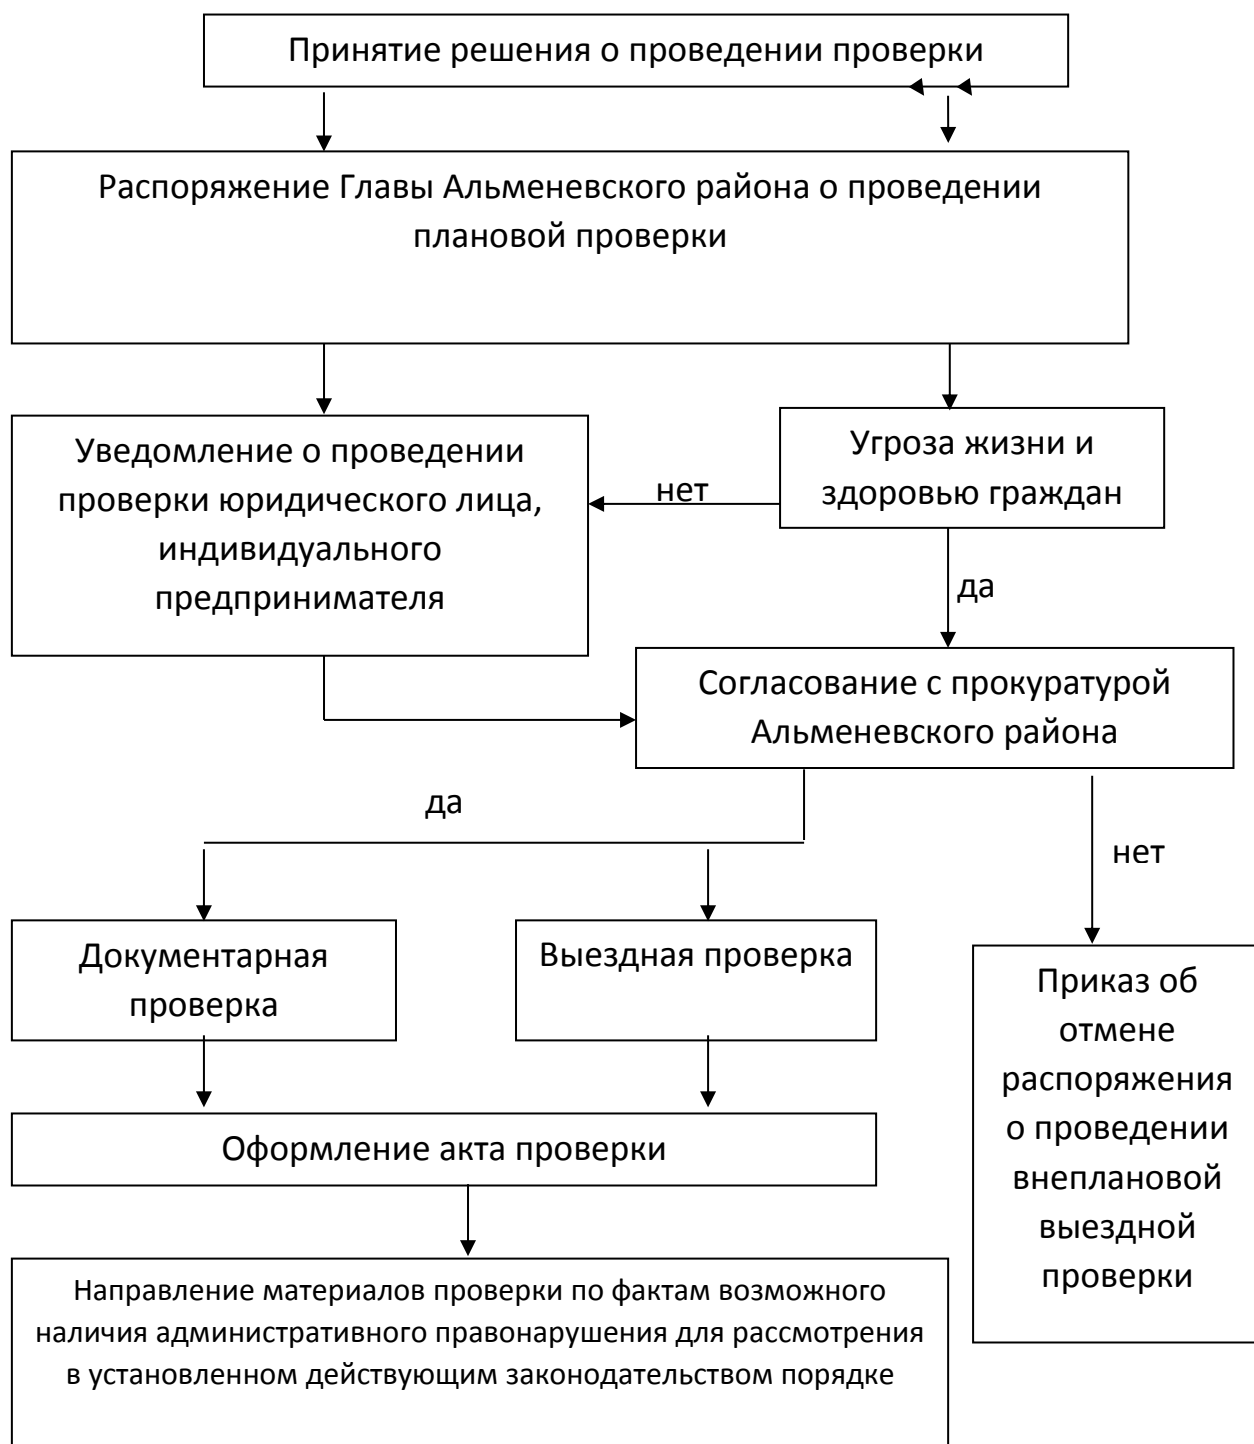 Принятие решения о проведении проверки
Распоряжение Главы Альменевского района о проведении
плановой проверки
Уведомление о проведении
проверки юридического лица,
индивидуального
предпринимателя
нет
Угроза жизни и
здоровью граждан
да
Согласование с прокуратурой
Альменевского района
да
нет
Документарная
проверка
Выездная проверка
Приказ об
отмене
распоряжения
о проведении
внеплановой
выездной
проверки
Оформление акта проверки
Направление материалов проверки по фактам возможного
наличия административного правонарушения для рассмотрения
в установленном действующим законодательством порядке